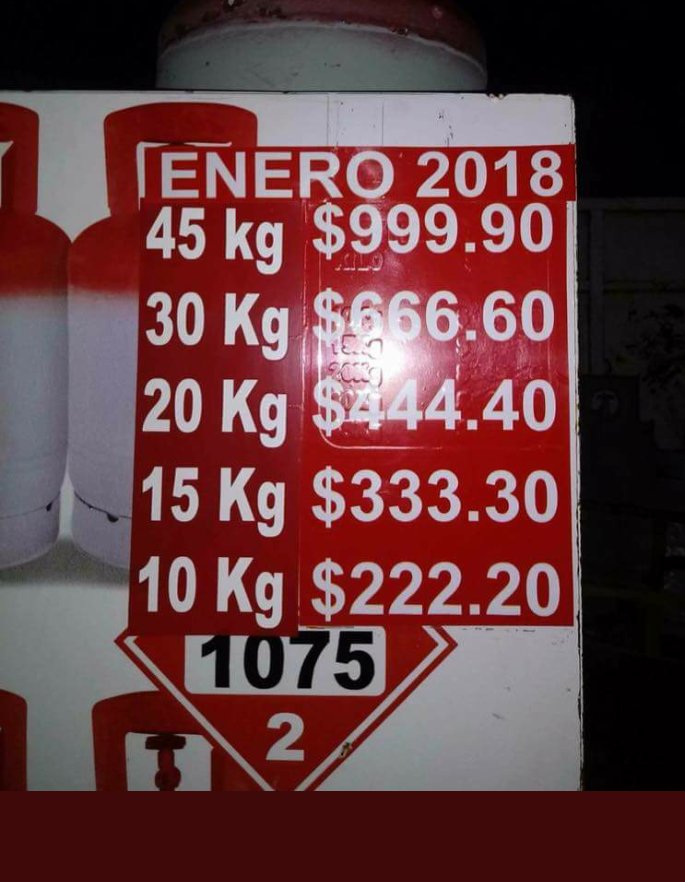 ENERO 2018
45 kg $999.90
30 Kg $666.60
20 Kg $444.40
15 Kg $333.30
10 Kg $222.20
1075
2